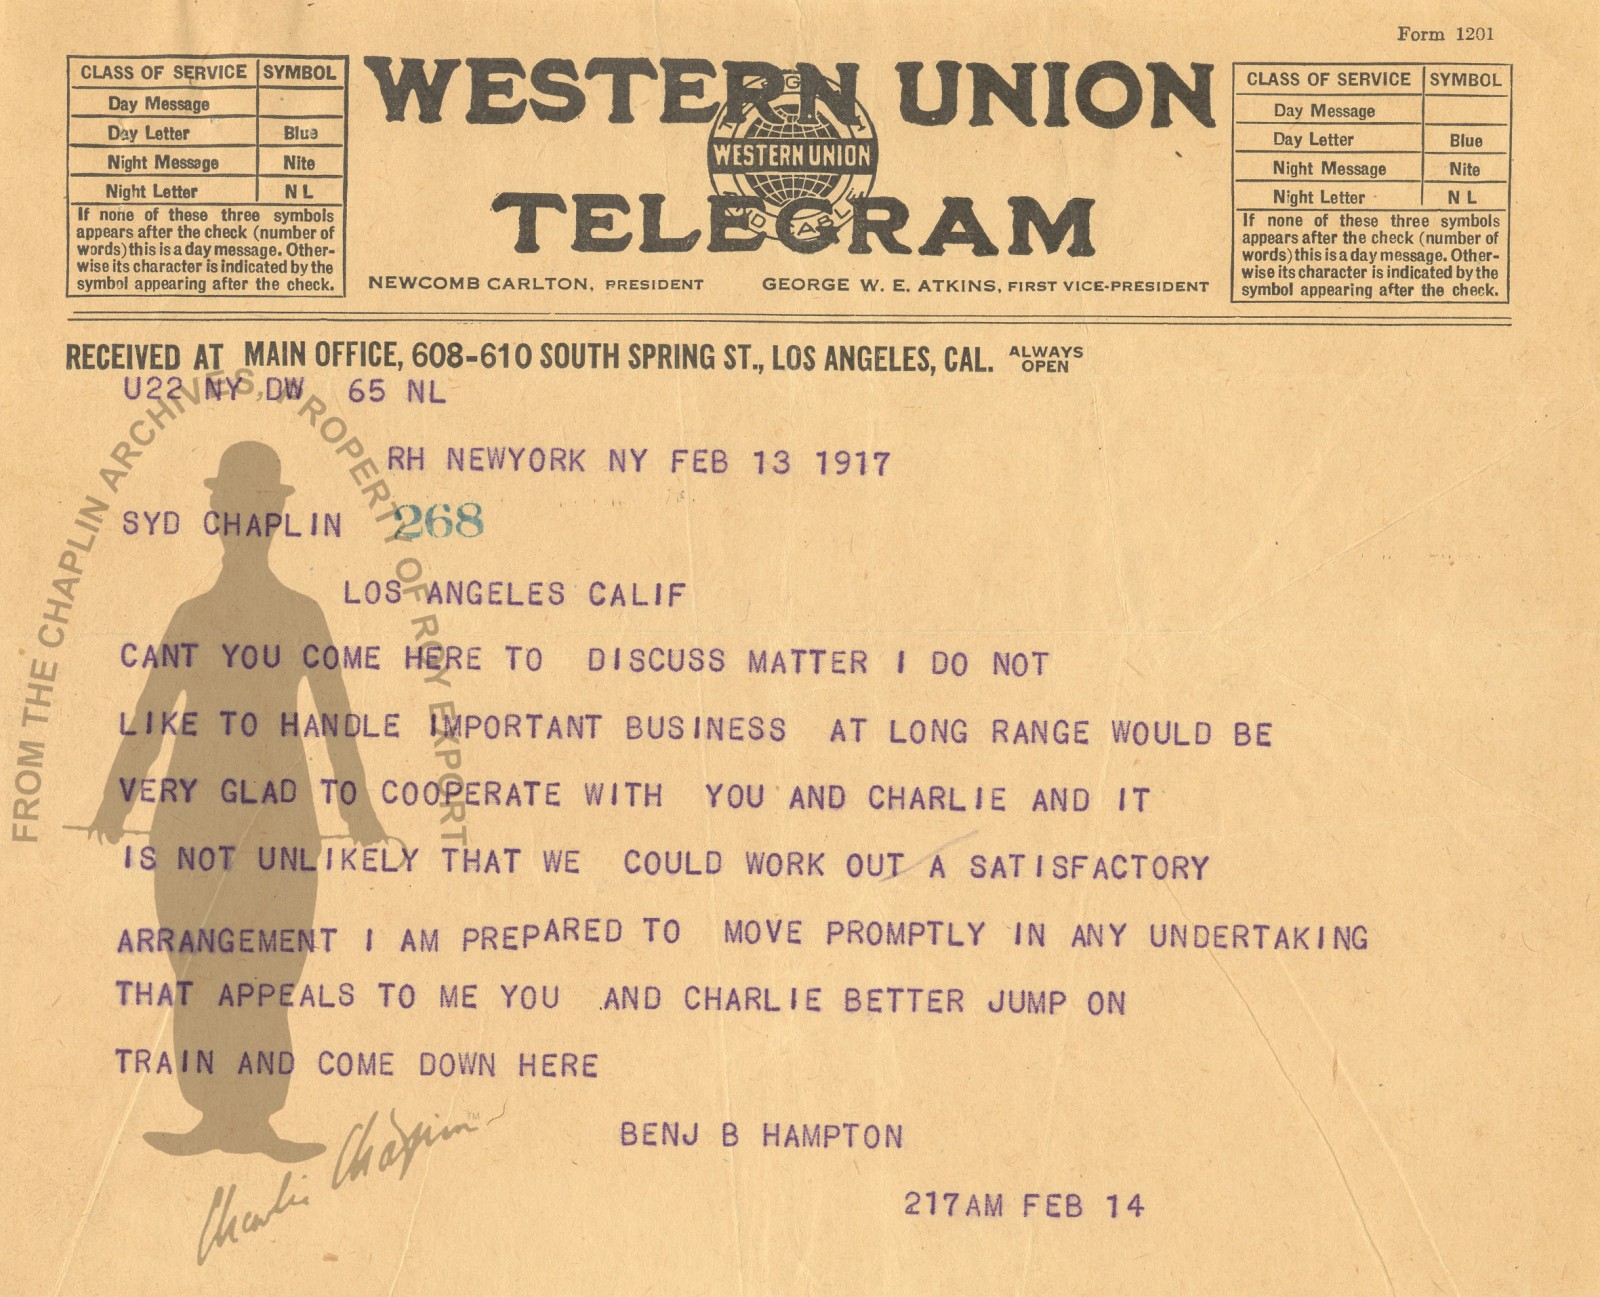 Form 1201
CLASS OF SERVICE SYMBOL
Day Message
Day Letter Blue
Night Message Nite
Night Letter N L
If none of these three symbols
appears after the check (number of
words) this is a day message. Other-
wise its character is indicated by the
symbol appearing after the check.
WESTERN UNION
WESTERN UNION
TELEGRAM
NEWCOMB CARLTON, PRESIDENT GEORGE W. E. ATKINS, FIRST VICE-PRESIDENT
CLASS OF SERVICE SYMBOL
Day Message
Day Letter Blue
Night Message Nite
Night Letter N L
If none of these three symbols
appears after the check (number of
words) this is a day message. Other-
wise its character is indicated by the
symbol appearing after the check.
RECEIVED AT MAIN OFFICE, 608-610 SOUTH SPRING ST., LOS ANGELES, CAL. ALWAYS OPEN
U22 NY DW 65 NL
RH NEWYORK NY FEB 13 1917
SYD CHAPLIN 268
LOS ANGELES CALIF
CANT YOU COME HERE TO DISCUSS MATTER I DO NOT
LIKE TO HANDLE IMPORTANT BUSINESS AT LONG RANGE WOULD BE
VERY GLAD TO COOPERATE WITH YOU AND CHARLIE AND IT
IS NOT UNLIKELY THAT WE COULD WORK OUT A SATISFACTORY
ARRANGEMENT I AM PREPARED TO MOVE PROMPTLY IN ANY UNDERTAKING
THAT APPEALS TO ME YOU AND CHARLIE BETTER JUMP ON
TRAIN AND COME DOWN HERE
BENJ B HAMPTON
217AM FEB 14
FROM THE CHAPLIN ARCHIVES, PROPERTY OF ROY EXPORT
Charlie Chaplin TM